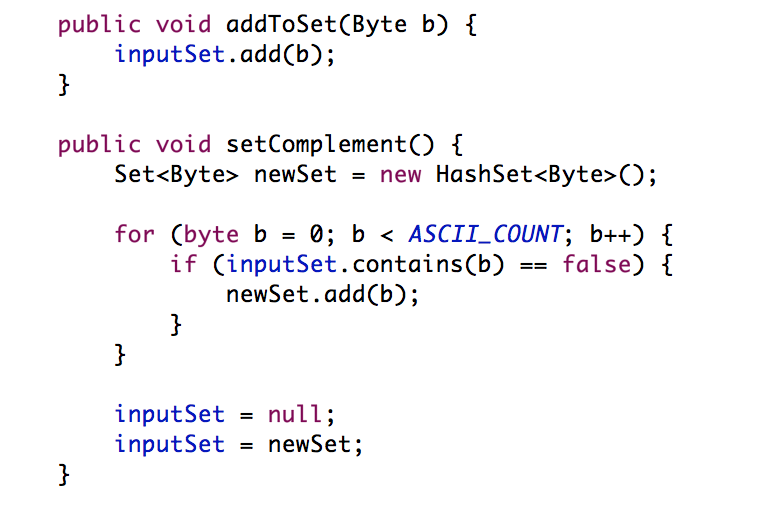 public void addToSet(Byte b) {
    inputSet.add(b);
}

public void setComplement() {
    Set<Byte> newSet = new HashSet<Byte>();

    for (byte b = 0; b < ASCII_COUNT; b++) {
        if (inputSet.contains(b) == false) {
            newSet.add(b);
        }
    }

    inputSet = null;
    inputSet = newSet;
}